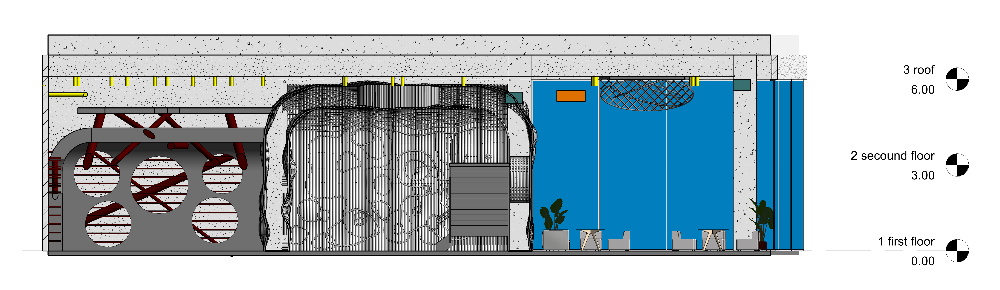 3 roof
6.00
2 secound floor
3.00
1 first floor
0.00